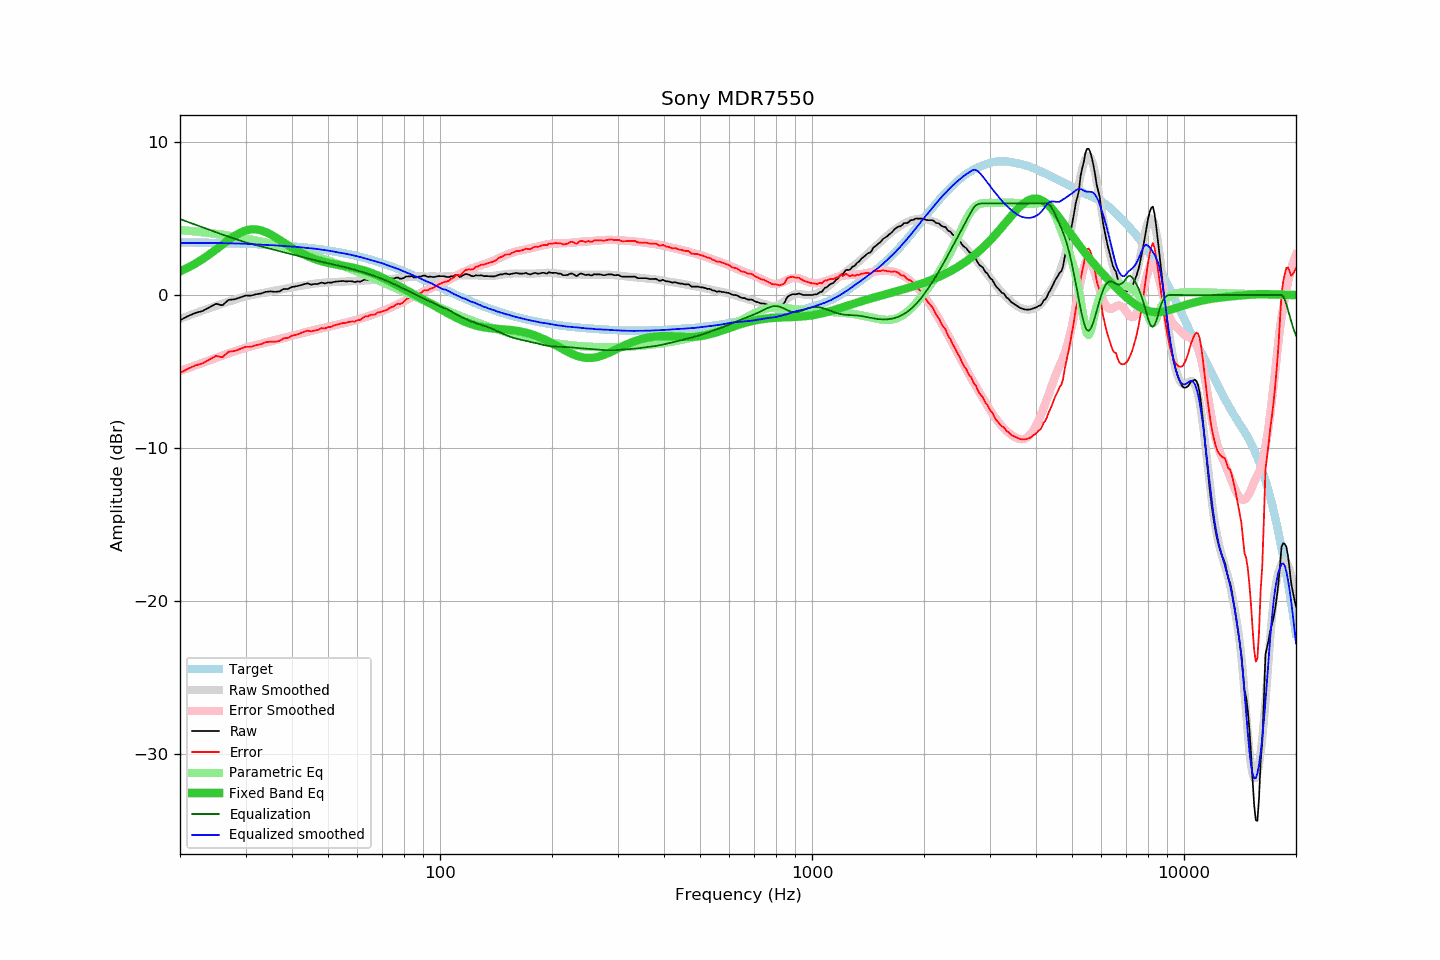 Sony MDR7550
10
0
−10
−20
−30
Amplitude (dBr)
Target
Raw Smoothed
Error Smoothed
Raw
Error
Parametric Eq
Fixed Band Eq
Equalization
Equalized smoothed
100
1000
10000
Frequency (Hz)